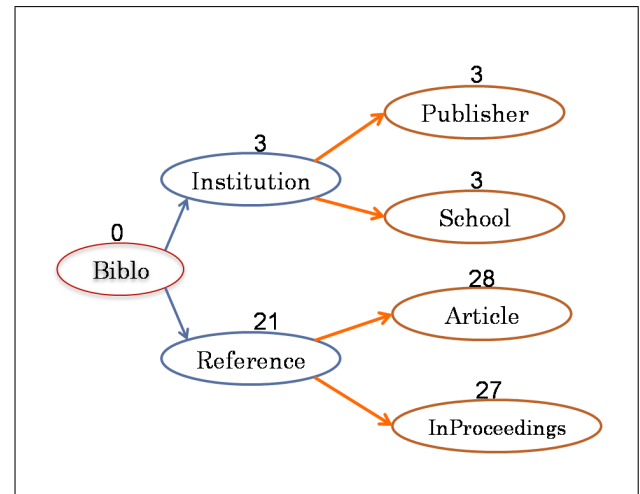 3
Publisher
3
Institution
3
School
0
Biblo
28
Article
21
Reference
27
InProceedings